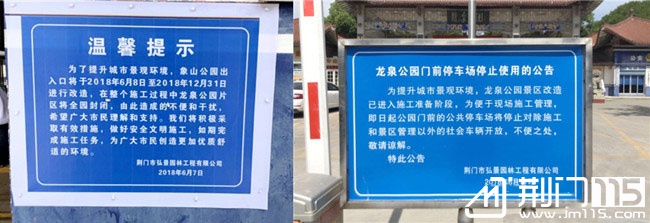 温馨提示
为了提升城市景观环境，象山公园出
入口将于2018年6月8日至2018年12月31日
进行改造，在整个施工过程中龙泉公园片
区将全园封闭，由此造成的不便和干扰，
希望广大市民理解和支持。我们将积极采
取有效措施，做好安全文明施工，如期完
成施工任务，为广大市民创造更加优质舒
适的环境。
荆门市弘景园林工程有限公司
2018年6月7日
龙泉公园门前停车场停止使用的公告
为提升城市景观环境，龙泉公园景区改造
已进入施工准备阶段，为便于现场施工管理，
即日起公园门前的公共停车场将停止对除施工
和景区管理以外的社会车辆开放，不便之处，
敬请谅解。
特此公告
荆门市弘景园林工程有限公司
荆门115
www.jm115.com